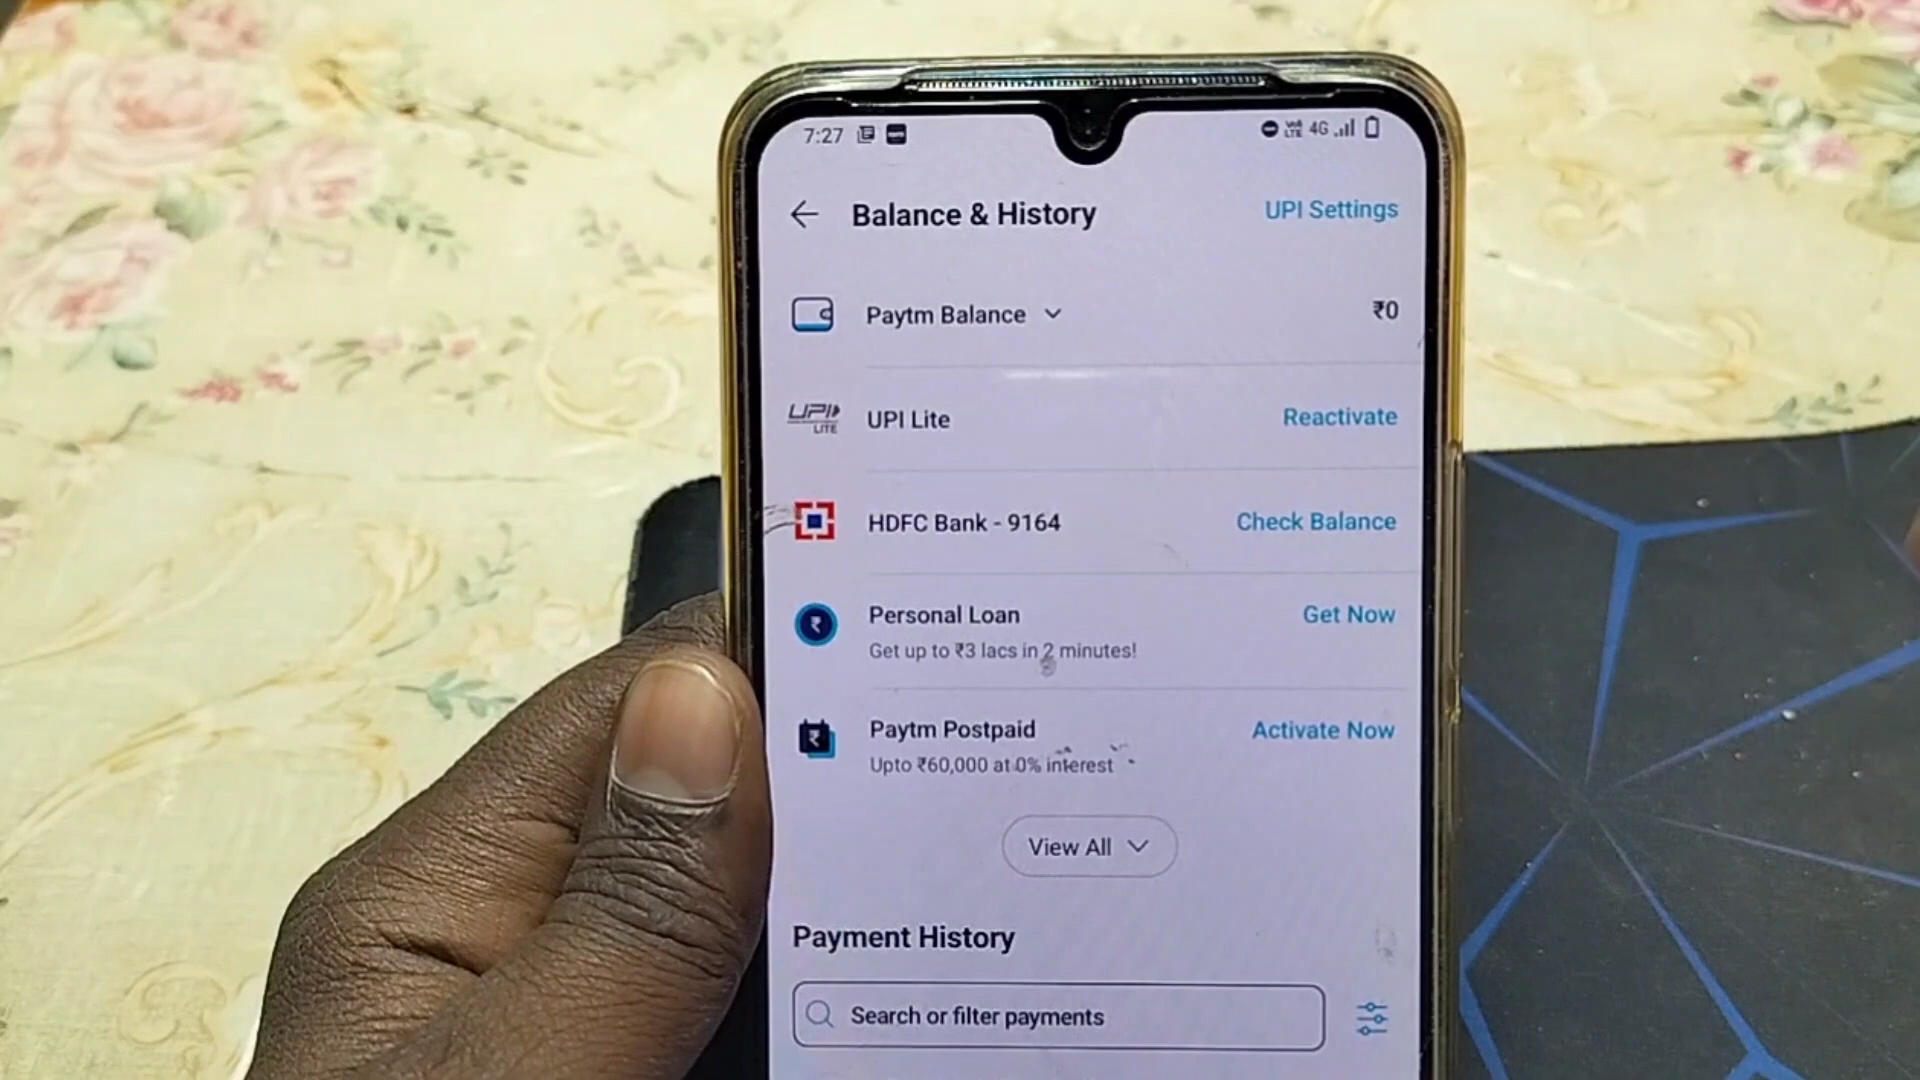 7:27 4G
Balance & History UPI Settings
Paytm Balance ₹0
UPI LITE UPI Lite Reactivate
HDFC Bank - 9164 Check Balance
Personal Loan Get Now
Get up to ₹3 lacs in 2 minutes!
Paytm Postpaid Activate Now
Upto ₹60,000 at 0% interest
View All
Payment History
Search or filter payments